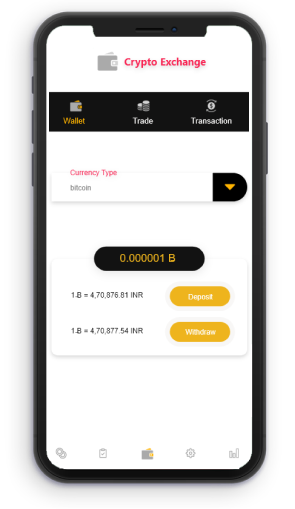 Crypto Exchange
Wallet Trade Transaction
Currency Type
bitcoin
0.000001 B
1.B = 4,70,876.81 INR Deposit
1.B = 4,70,877.54 INR Withdraw